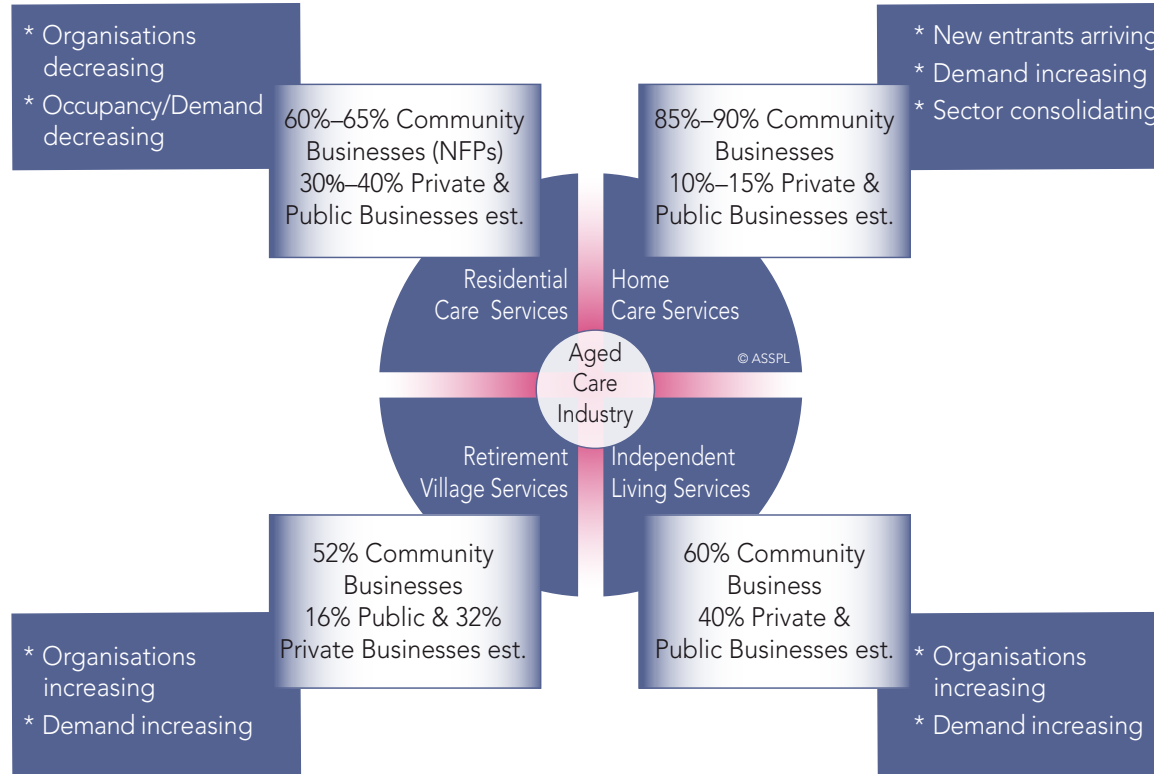 * Organisations
decreasing
* Occupancy/Demand
decreasing
60%–65% Community
Businesses (NFPs)
30%–40% Private &
Public Businesses est.
85%–90% Community
Businesses
10%–15% Private &
Public Businesses est.
* New entrants arriving
* Demand increasing
* Sector consolidating
Residential
Care Services
Home
Care Services
© ASSPL
Aged
Care
Industry
Retirement
Village Services
Independent
Living Services
52% Community
Businesses
16% Public & 32%
Private Businesses est.
60% Community
Business
40% Private &
Public Businesses est.
* Organisations
increasing
* Demand increasing
* Organisations
increasing
* Demand increasing